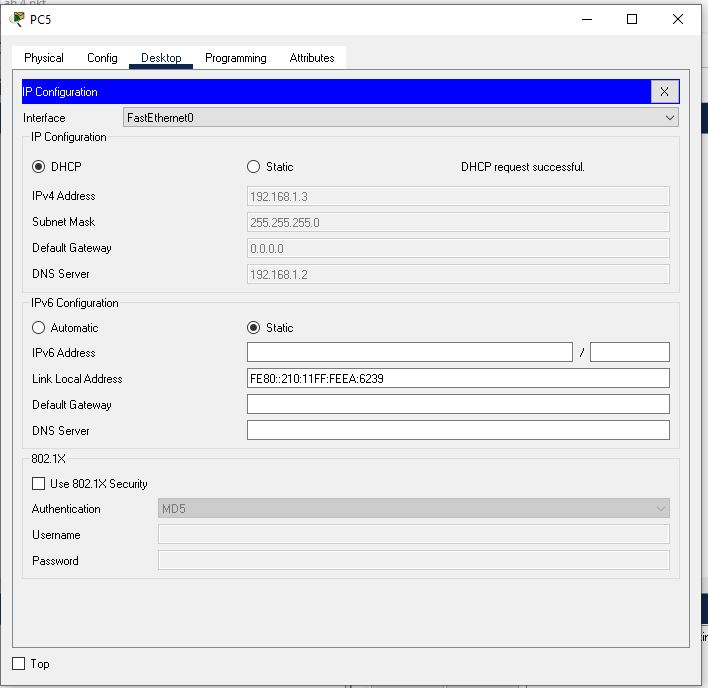 PC5
Physical Config Desktop Programming Attributes
IP Configuration X
Interface FastEthernet0
IP Configuration
DHCP Static DHCP request successful.
IPv4 Address 192.168.1.3
Subnet Mask 255.255.255.0
Default Gateway 0.0.0.0
DNS Server 192.168.1.2
IPv6 Configuration
Automatic Static
IPv6 Address /
Link Local Address FE80::210:11FF:FEEA:6239
Default Gateway
DNS Server
802.1X
Use 802.1X Security
Authentication MD5
Username
Password
Top